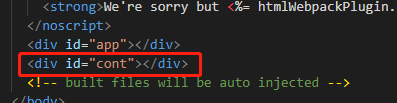 <strong>We're sorry but <%= htmlWebpackPlugin.
</noscript>
<div id="app"></div>
<div id="cont"></div>
<!-- built files will be auto injected -->
</body>